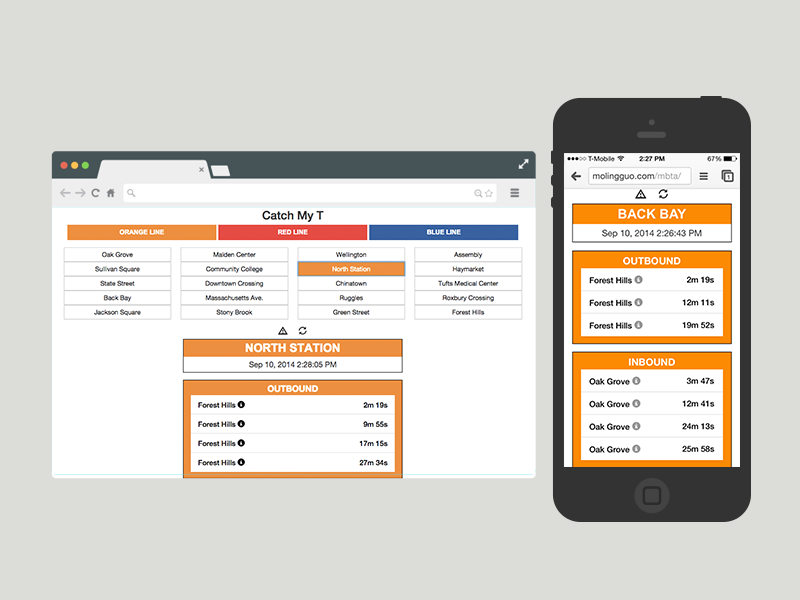 Catch My T
ORANGE LINE RED LINE BLUE LINE
Oak Grove Malden Center Wellington Assembly
Sullivan Square Community College North Station Haymarket
State Street Downtown Crossing Chinatown Tufts Medical Center
Back Bay Massachusetts Ave. Ruggles Roxbury Crossing
Jackson Square Stony Brook Green Street Forest Hills
NORTH STATION
Sep 10, 2014 2:28:05 PM
OUTBOUND
Forest Hills 2m 19s
Forest Hills 9m 55s
Forest Hills 17m 15s
Forest Hills 27m 34s
T-Mobile 2:27 PM 67%
molingguo.com/mbta/ 1
BACK BAY
Sep 10, 2014 2:26:43 PM
OUTBOUND
Forest Hills 2m 19s
Forest Hills 12m 11s
Forest Hills 19m 52s
INBOUND
Oak Grove 3m 47s
Oak Grove 12m 41s
Oak Grove 24m 13s
Oak Grove 25m 58s